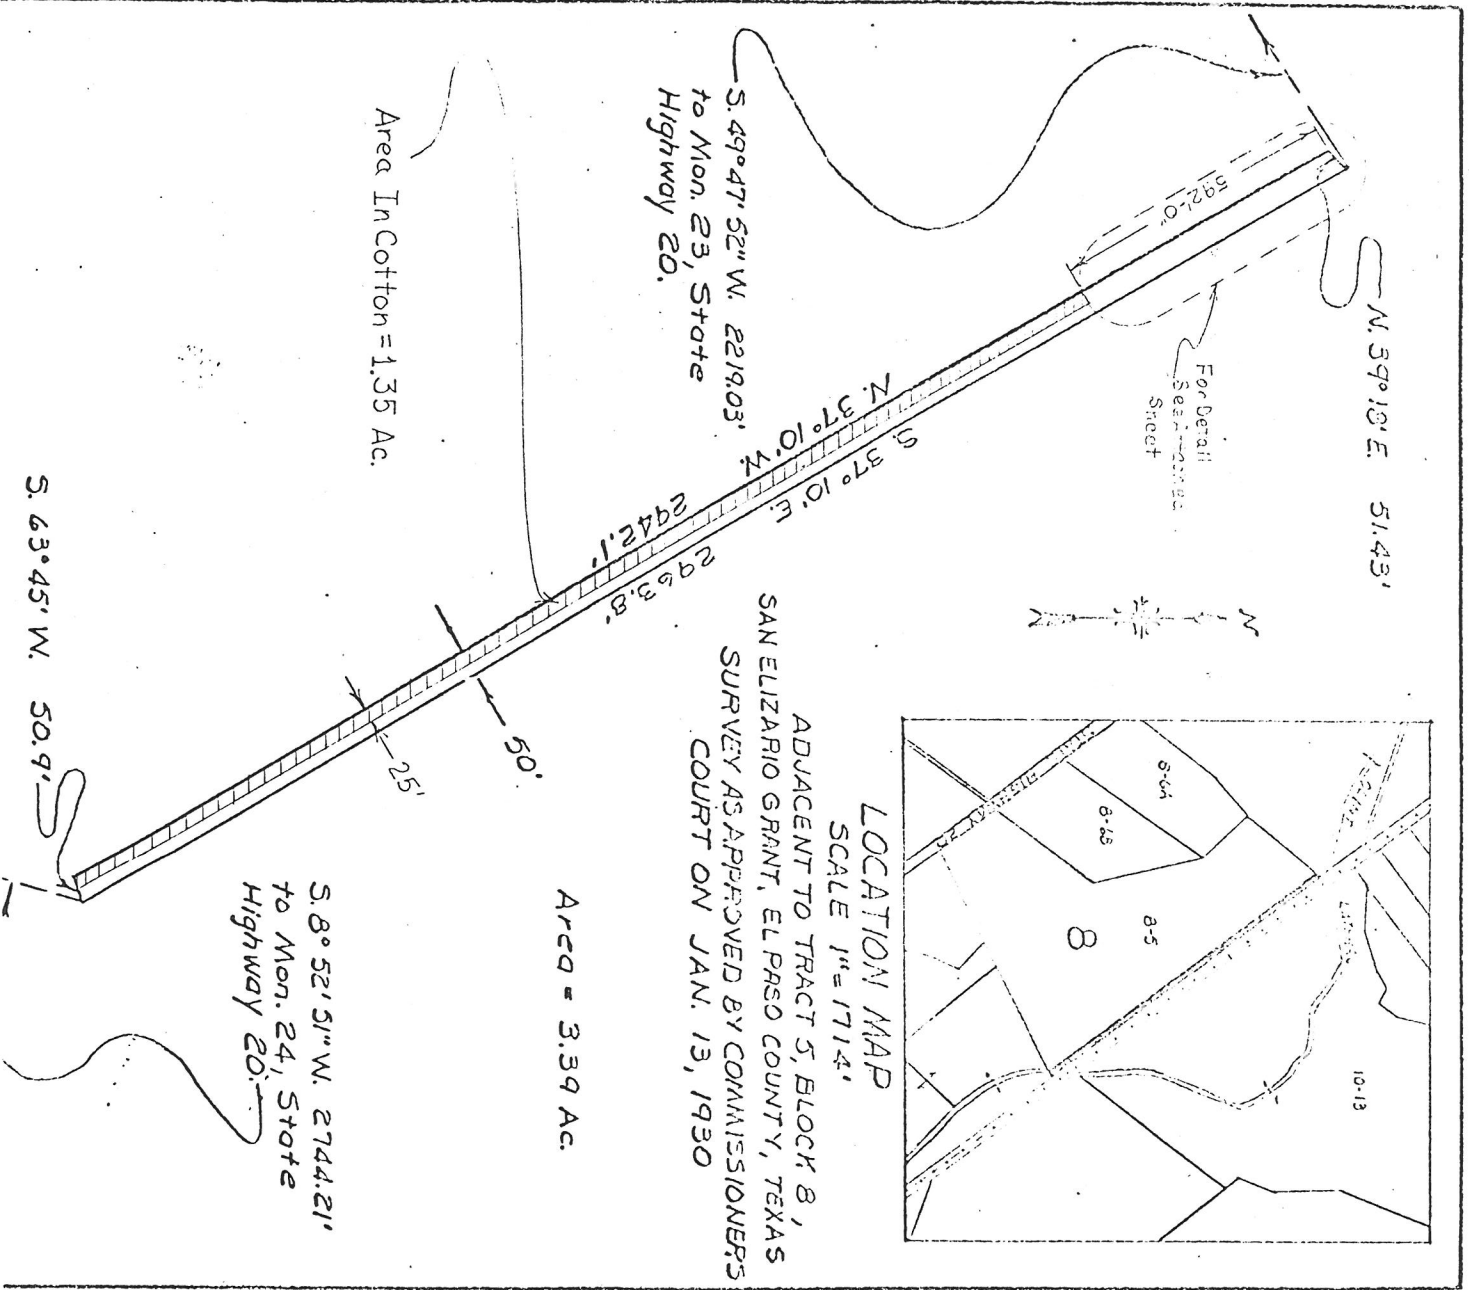 N. 39°18' E. 51.43'
592'-0"
For Detail
See Attached
Sheet
S. 49°47'52" W. 2219.03'
to Mon. 23, State
Highway 20.
Area In Cotton = 1.35 Ac.
N. 37°10' W. 2942.1'
S. 37°10' E. 2963.8'
50'
25'
S. 63°45' W. 50.9'
S. 8°52'51" W. 2744.21'
to Mon. 24, State
Highway 20.
Area = 3.39 Ac.
N
8-6A
8-6B
8-5
8
10-13
LOCATION MAP
SCALE 1"=1714'
ADJACENT TO TRACT 5, BLOCK 8,
SAN ELIZARIO GRANT, EL PASO COUNTY, TEXAS
SURVEY AS APPROVED BY COMMISSIONERS
COURT ON JAN. 13, 1930